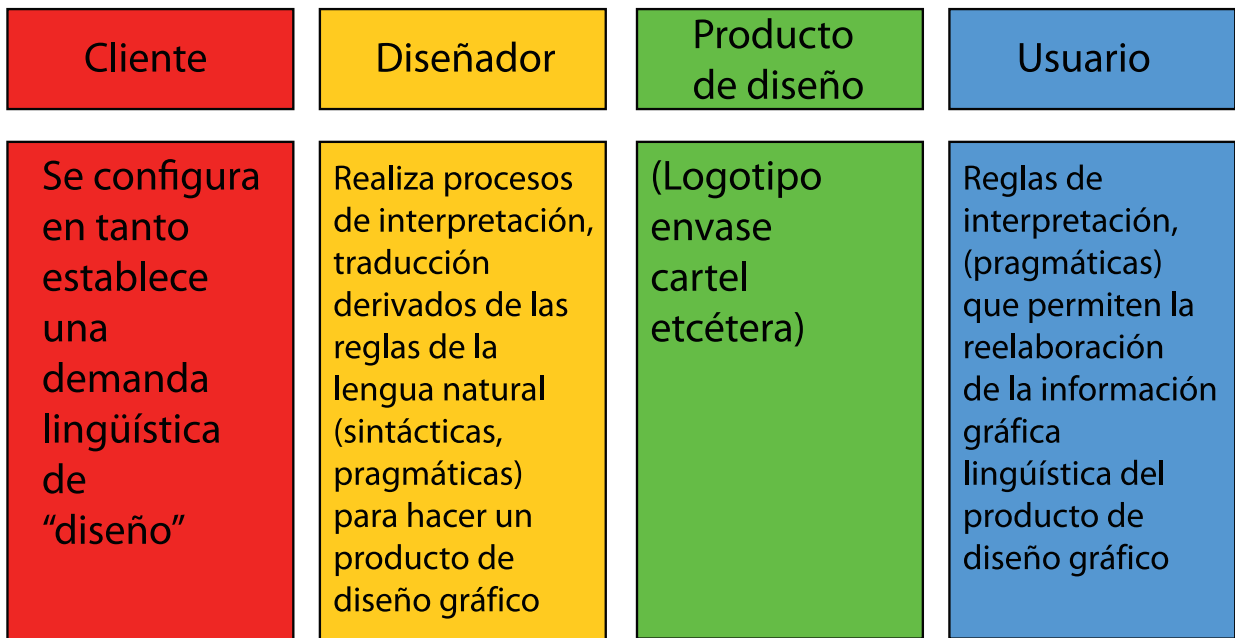 Cliente
Diseñador
Producto
de diseño
Usuario
Se configura
en tanto
establece
una
demanda
lingüística
de
“diseño”
Realiza procesos
de interpretación,
traducción
derivados de las
reglas de la
lengua natural
(sintácticas,
pragmáticas)
para hacer un
producto de
diseño gráfico
(Logotipo
envase
cartel
etcétera)
Reglas de
interpretación,
(pragmáticas)
que permiten la
reelaboración
de la información
gráfica
lingúística del
producto de
diseño gráfico